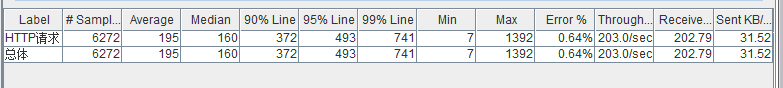 Label # Sampl... Average Median 90% Line 95% Line 99% Line Min Max Error % Through... Receive... Sent KB/...
HTTP请求 6272 195 160 372 493 741 7 1392 0.64% 203.0/sec 202.79 31.52
总体 6272 195 160 372 493 741 7 1392 0.64% 203.0/sec 202.79 31.52